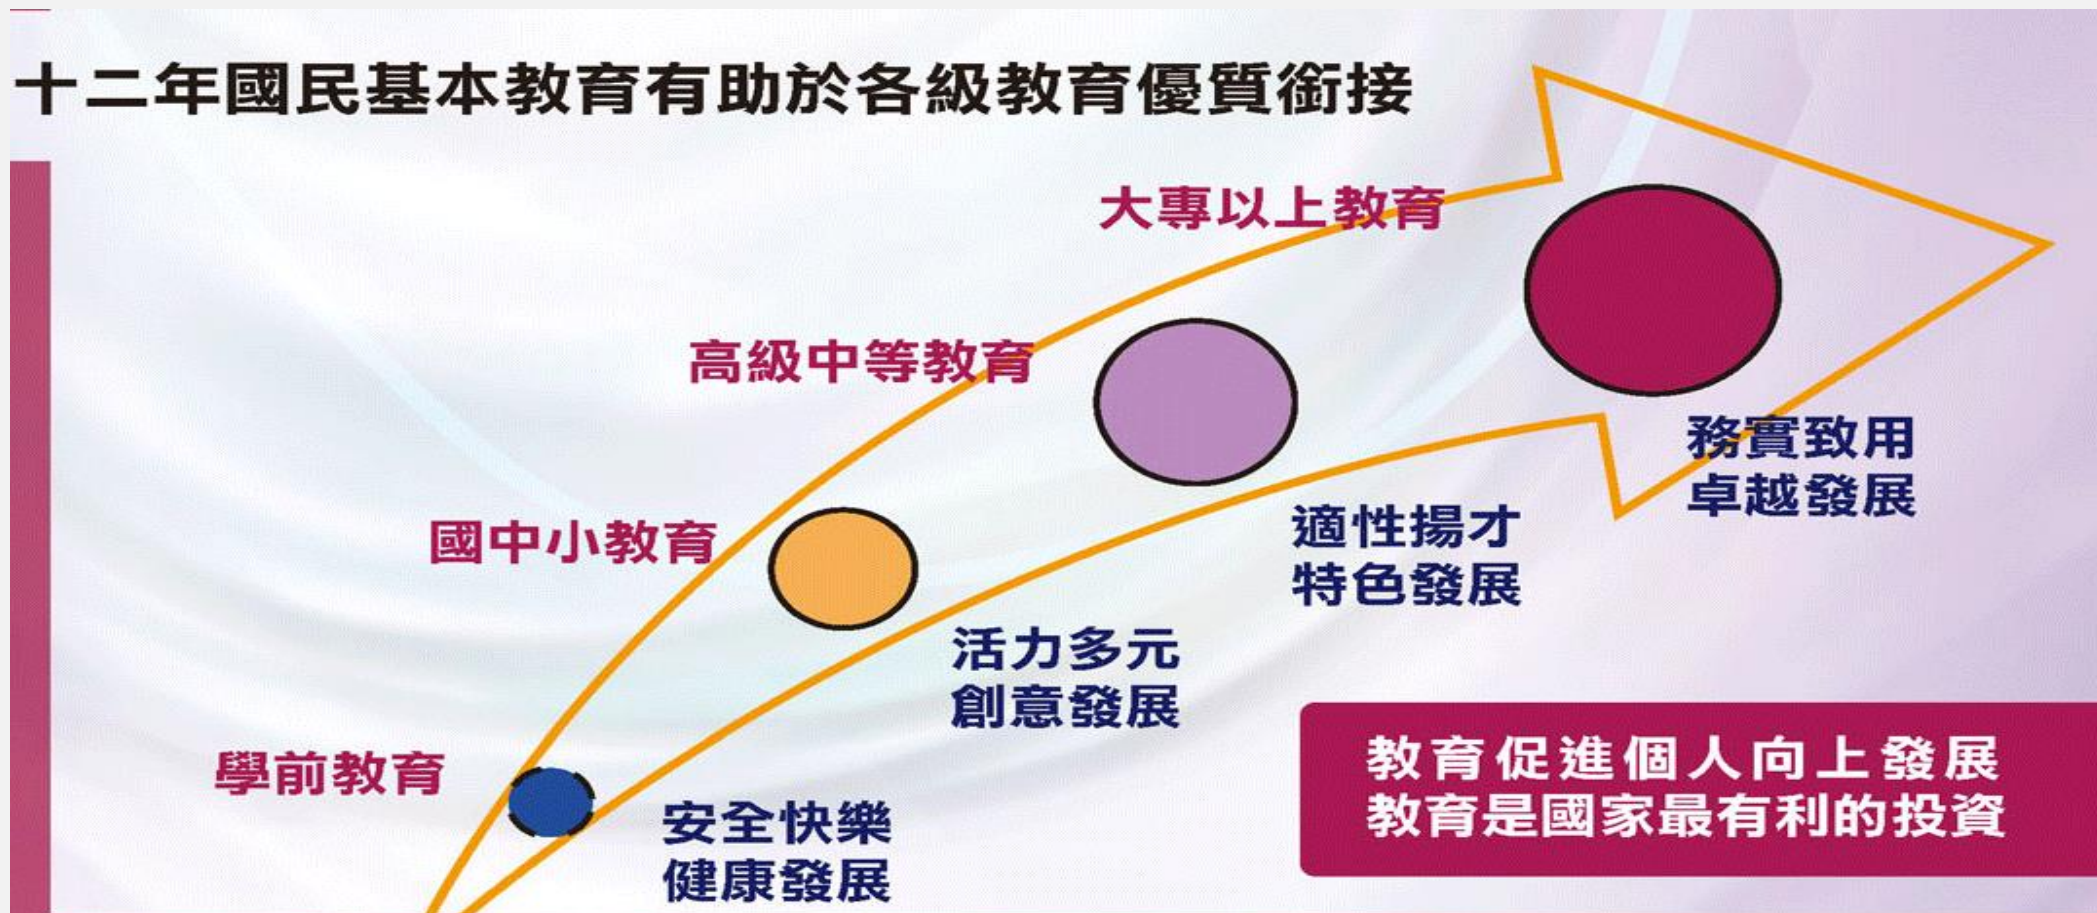 十二年國民基本教育有助於各級教育優質銜接
大專以上教育
務實致用
卓越發展
高級中等教育
適性揚才
特色發展
國中小教育
活力多元
創意發展
學前教育
安全快樂
健康發展
教育促進個人向上發展
教育是國家最有利的投資